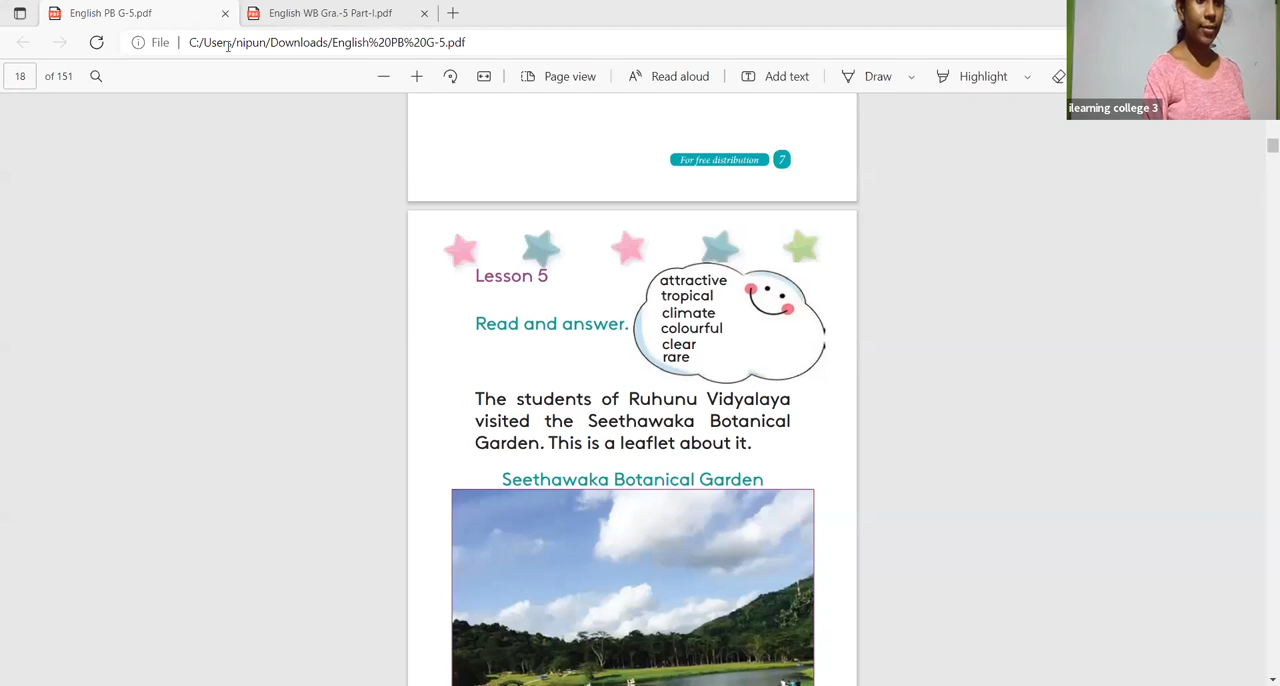 English PB G-5.pdf
English WB Gra.-5 Part-I.pdf
File | C:/Users/nipun/Downloads/English%20PB%20G-5.pdf
18 of 151
Page view
Read aloud
Add text
Draw
Highlight
ilearning college 3
For free distribution 7
Lesson 5
Read and answer.
attractive
tropical
climate
colourful
clear
rare
The students of Ruhunu Vidyalaya
visited the Seethawaka Botanical
Garden. This is a leaflet about it.
Seethawaka Botanical Garden